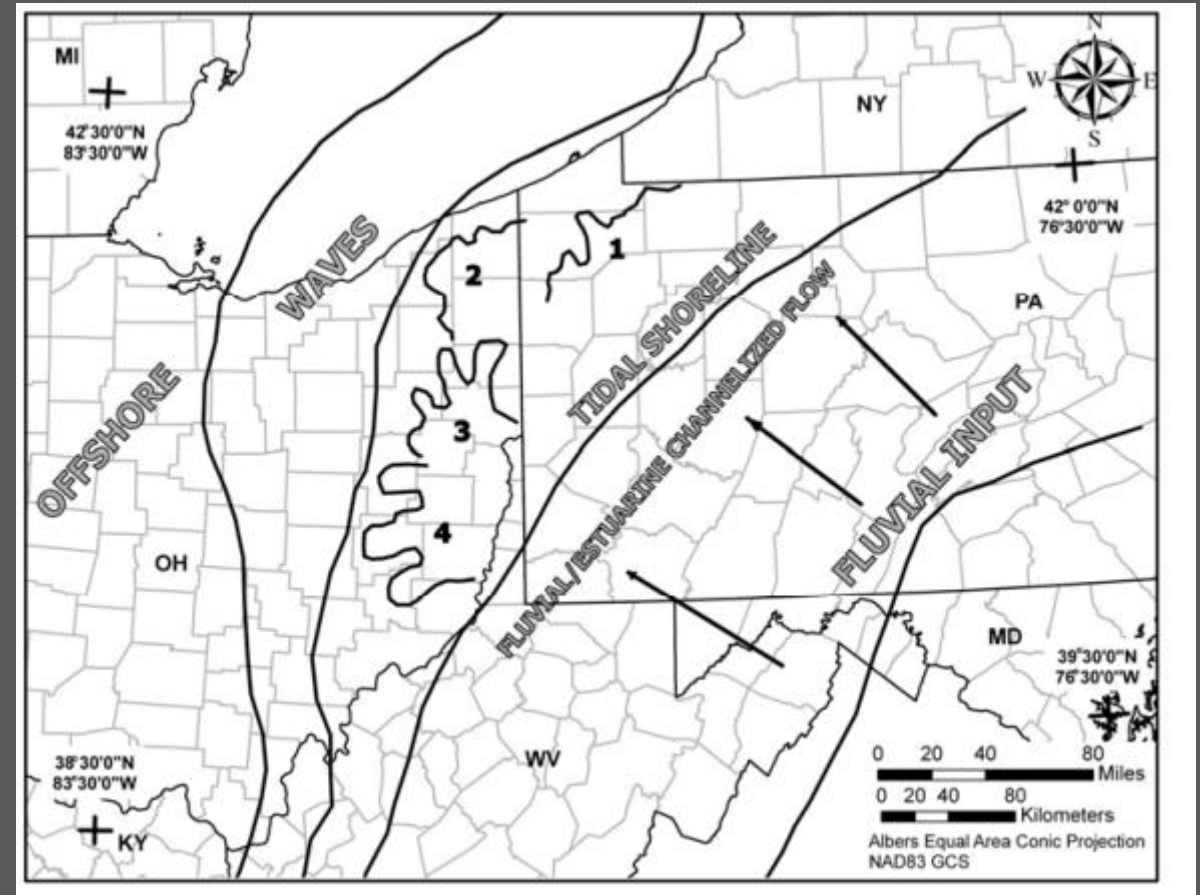 MI
42°30'0"N
83°30'0"W
N
W
E
S
NY
42° 0'0"N
76°30'0"W
WAVES
1
2
TIDAL SHORELINE
PA
OFFSHORE
3
FLUVIAL/ESTUARINE CHANNELIZED FLOW
FLUVIAL INPUT
4
OH
MD
39°30'0"N
76°30'0"W
WV
38°30'0"N
83°30'0"W
KY
0 20 40 80
Miles
0 20 40 80
Kilometers
Albers Equal Area Conic Projection
NAD83 GCS